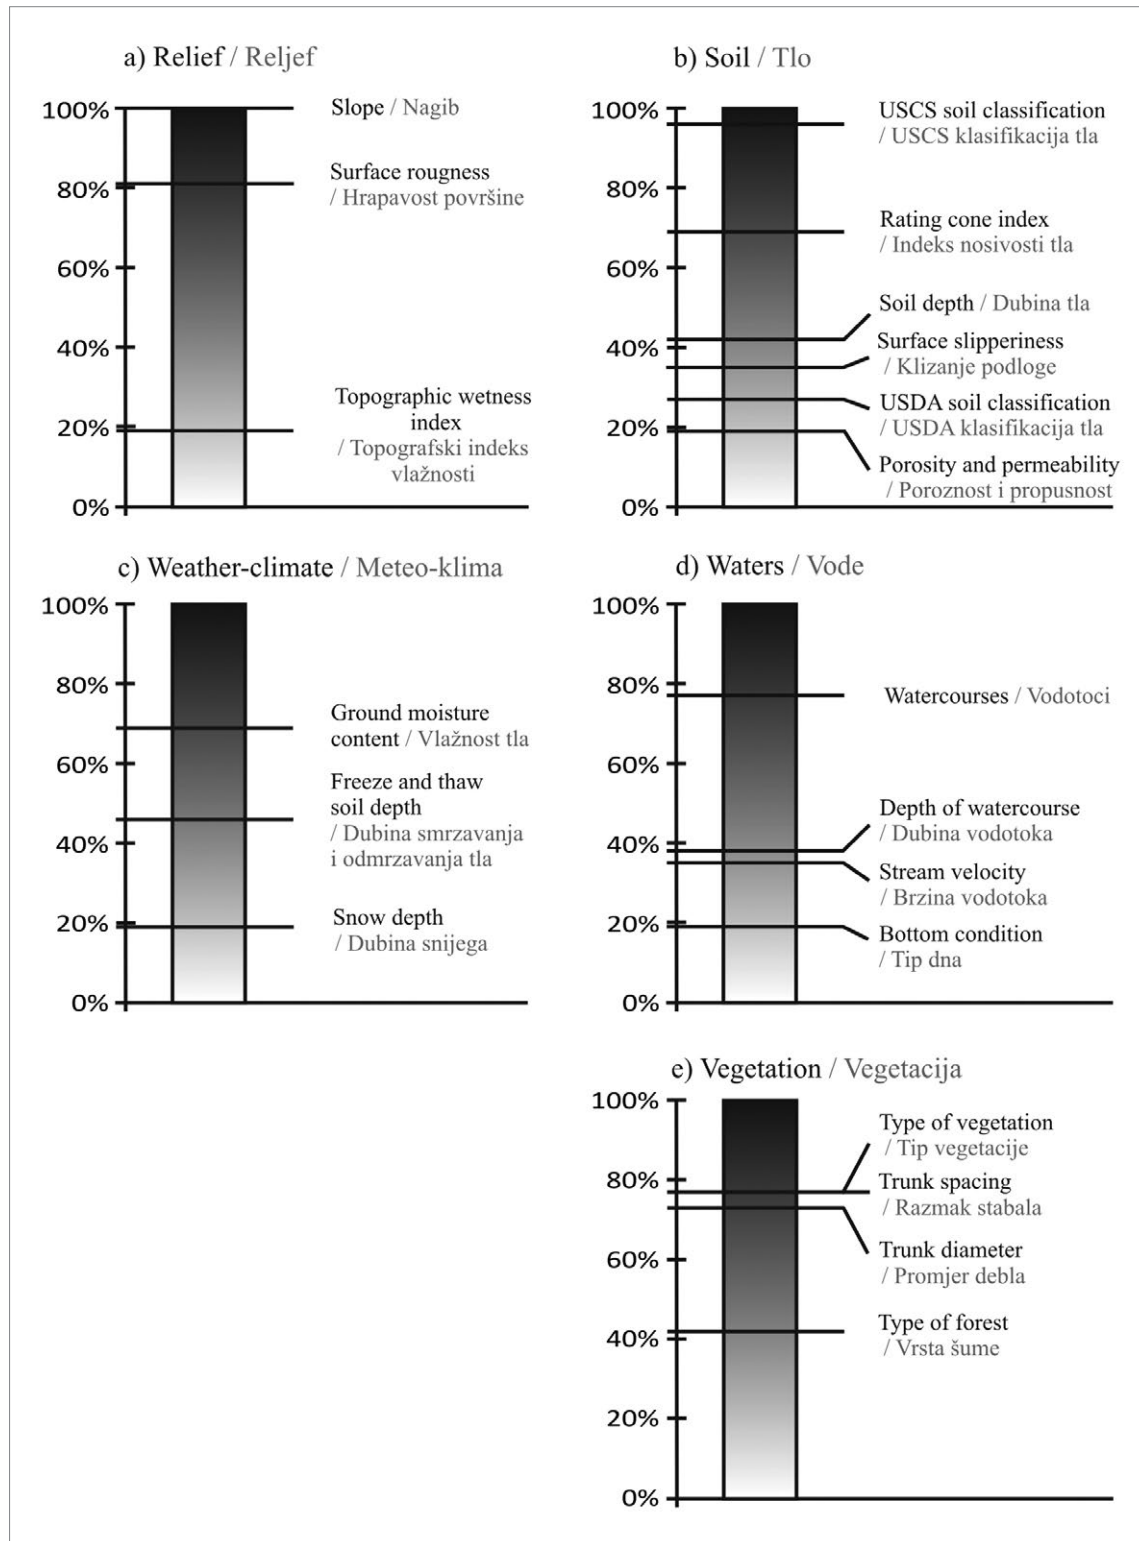 a) Relief / Reljef
100%
80%
60%
40%
20%
0%
Slope / Nagib
Surface rougness
/ Hrapavost površine
Topographic wetness
index
/ Topografski indeks
vlažnosti
b) Soil / Tlo
100%
80%
60%
40%
20%
0%
USCS soil classification
/ USCS klasifikacija tla
Rating cone index
/ Indeks nosivosti tla
Soil depth / Dubina tla
Surface slipperiness
/ Klizanje podloge
USDA soil classification
/ USDA klasifikacija tla
Porosity and permeability
/ Poroznost i propusnost
c) Weather-climate / Meteo-klima
100%
80%
60%
40%
20%
0%
Ground moisture
content / Vlažnost tla
Freeze and thaw
soil depth
/ Dubina smrzavanja
i odmrzavanja tla
Snow depth
/ Dubina snijega
d) Waters / Vode
100%
80%
60%
40%
20%
0%
Watercourses / Vodotoci
Depth of watercourse
/ Dubina vodotoka
Stream velocity
/ Brzina vodotoka
Bottom condition
/ Tip dna
e) Vegetation / Vegetacija
100%
80%
60%
40%
20%
0%
Type of vegetation
/ Tip vegetacije
Trunk spacing
/ Razmak stabala
Trunk diameter
/ Promjer debla
Type of forest
/ Vrsta šume